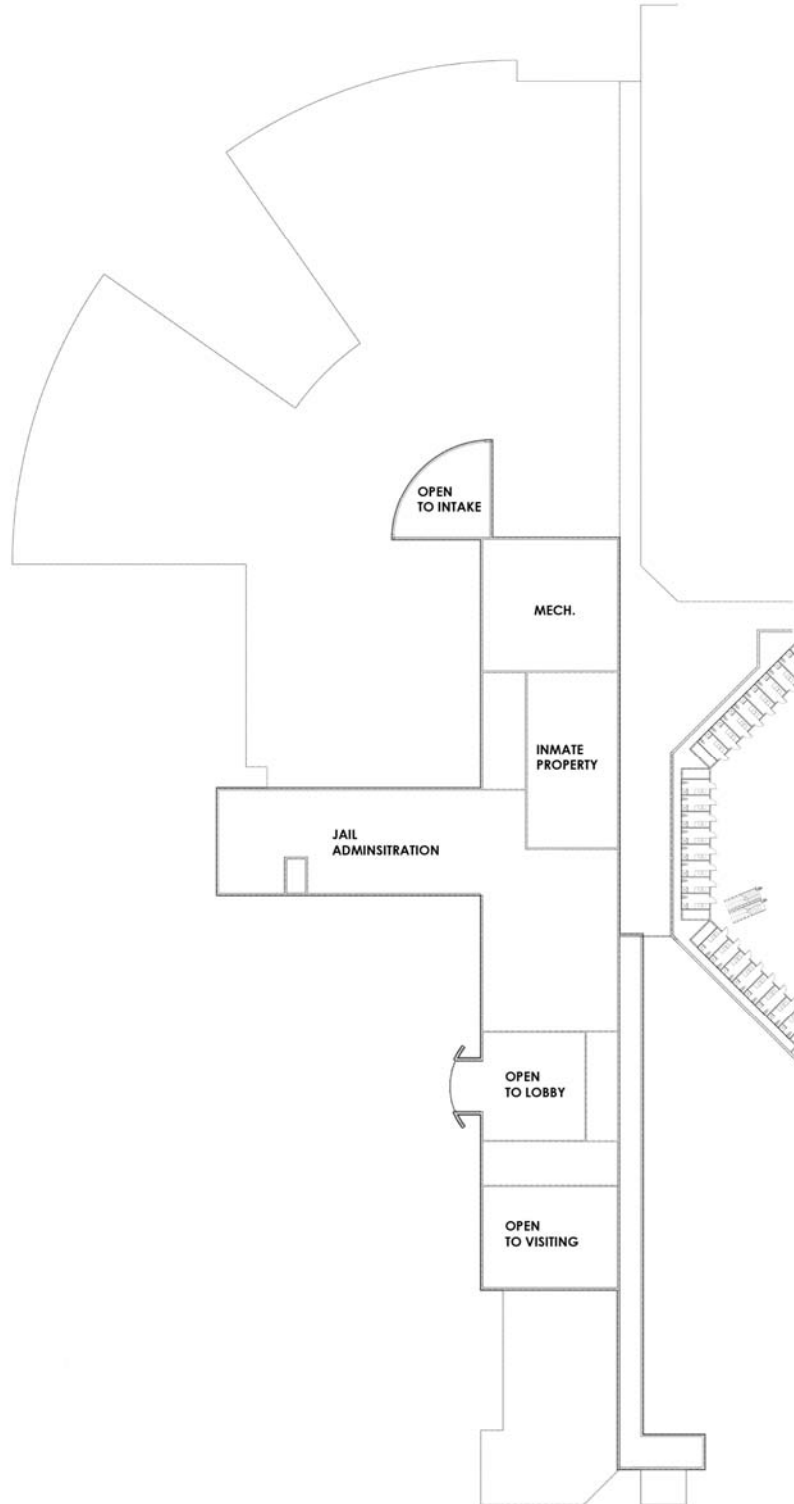 OPEN
TO INTAKE
MECH.
INMATE
PROPERTY
JAIL
ADMINSITRATION
OPEN
TO LOBBY
OPEN
TO VISITING